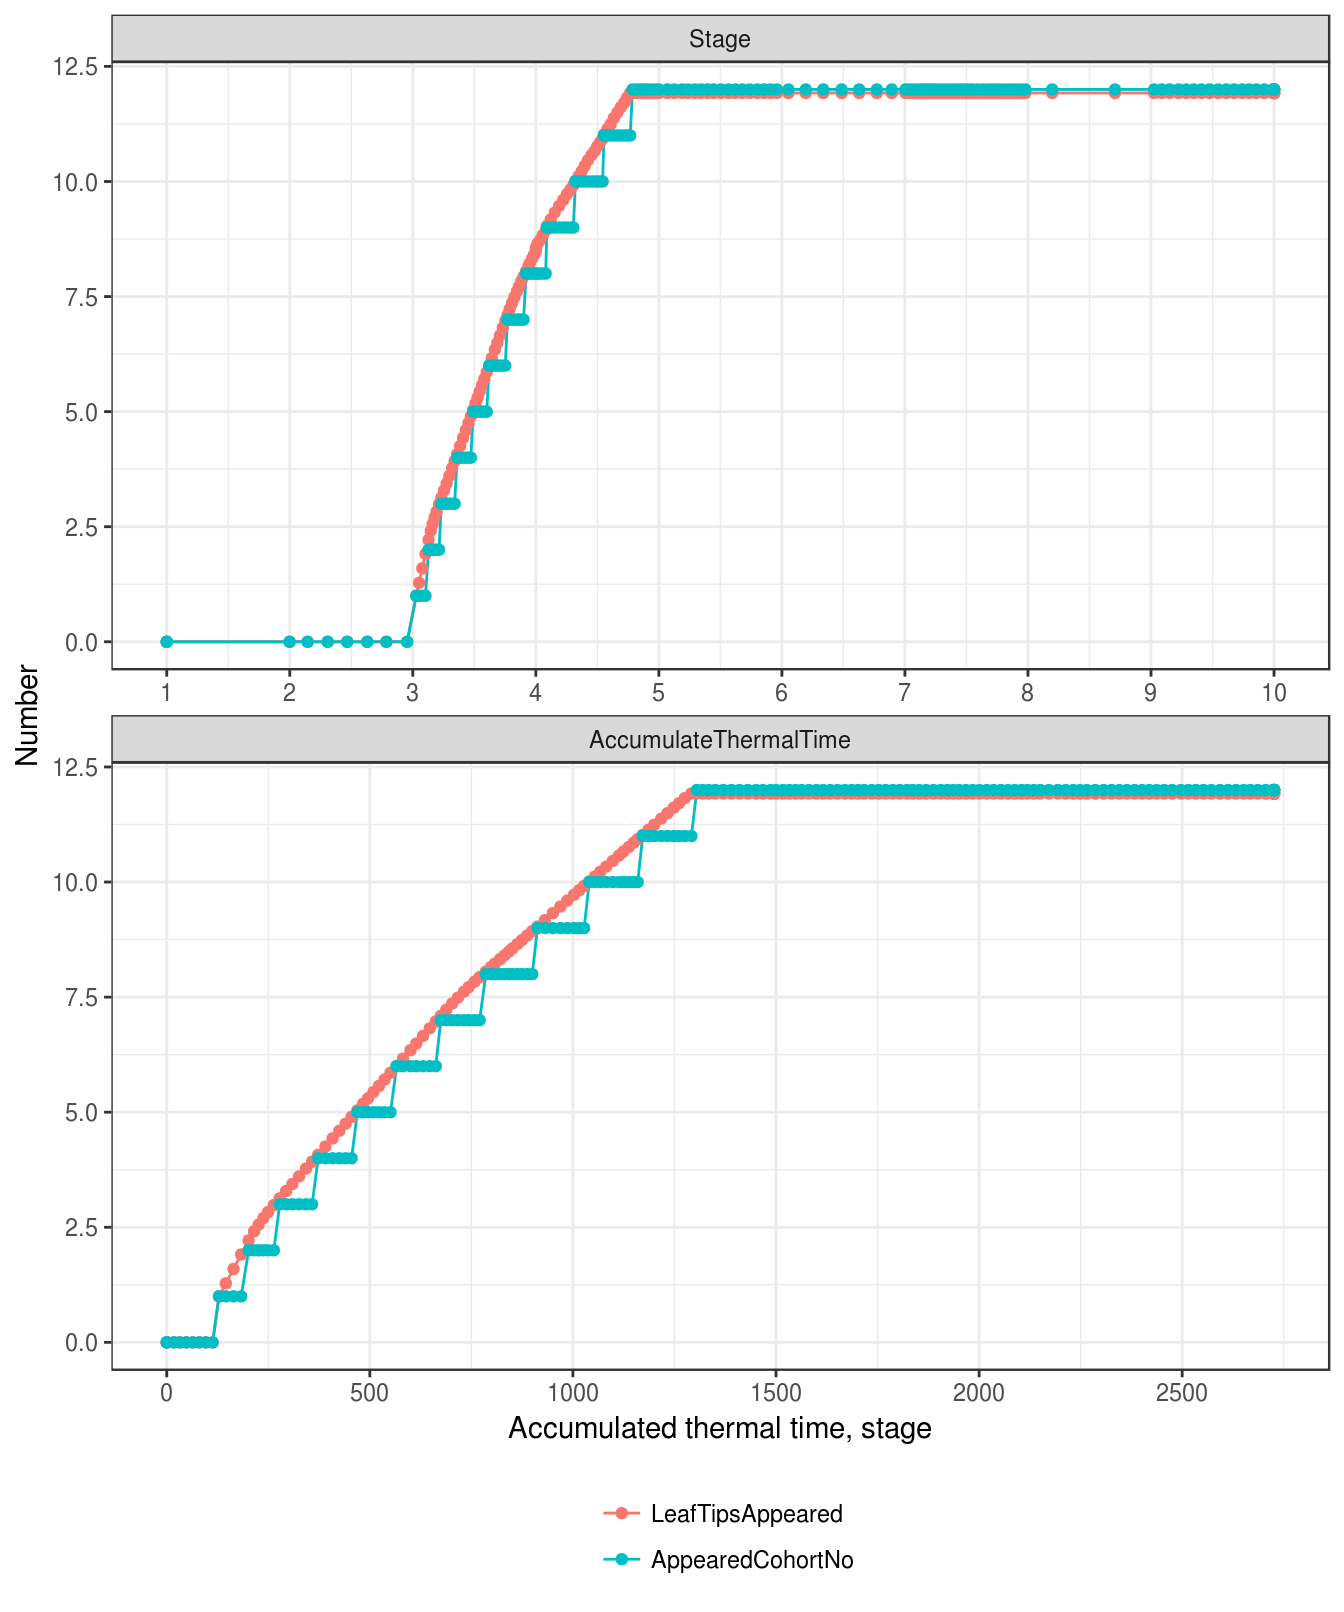 Stage
12.5
10.0
7.5
5.0
2.5
0.0
1 2 3 4 5 6 7 8 9 10
Number
AccumulateThermalTime
12.5
10.0
7.5
5.0
2.5
0.0
0 500 1000 1500 2000 2500
Accumulated thermal time, stage
LeafTipsAppeared
AppearedCohortNo